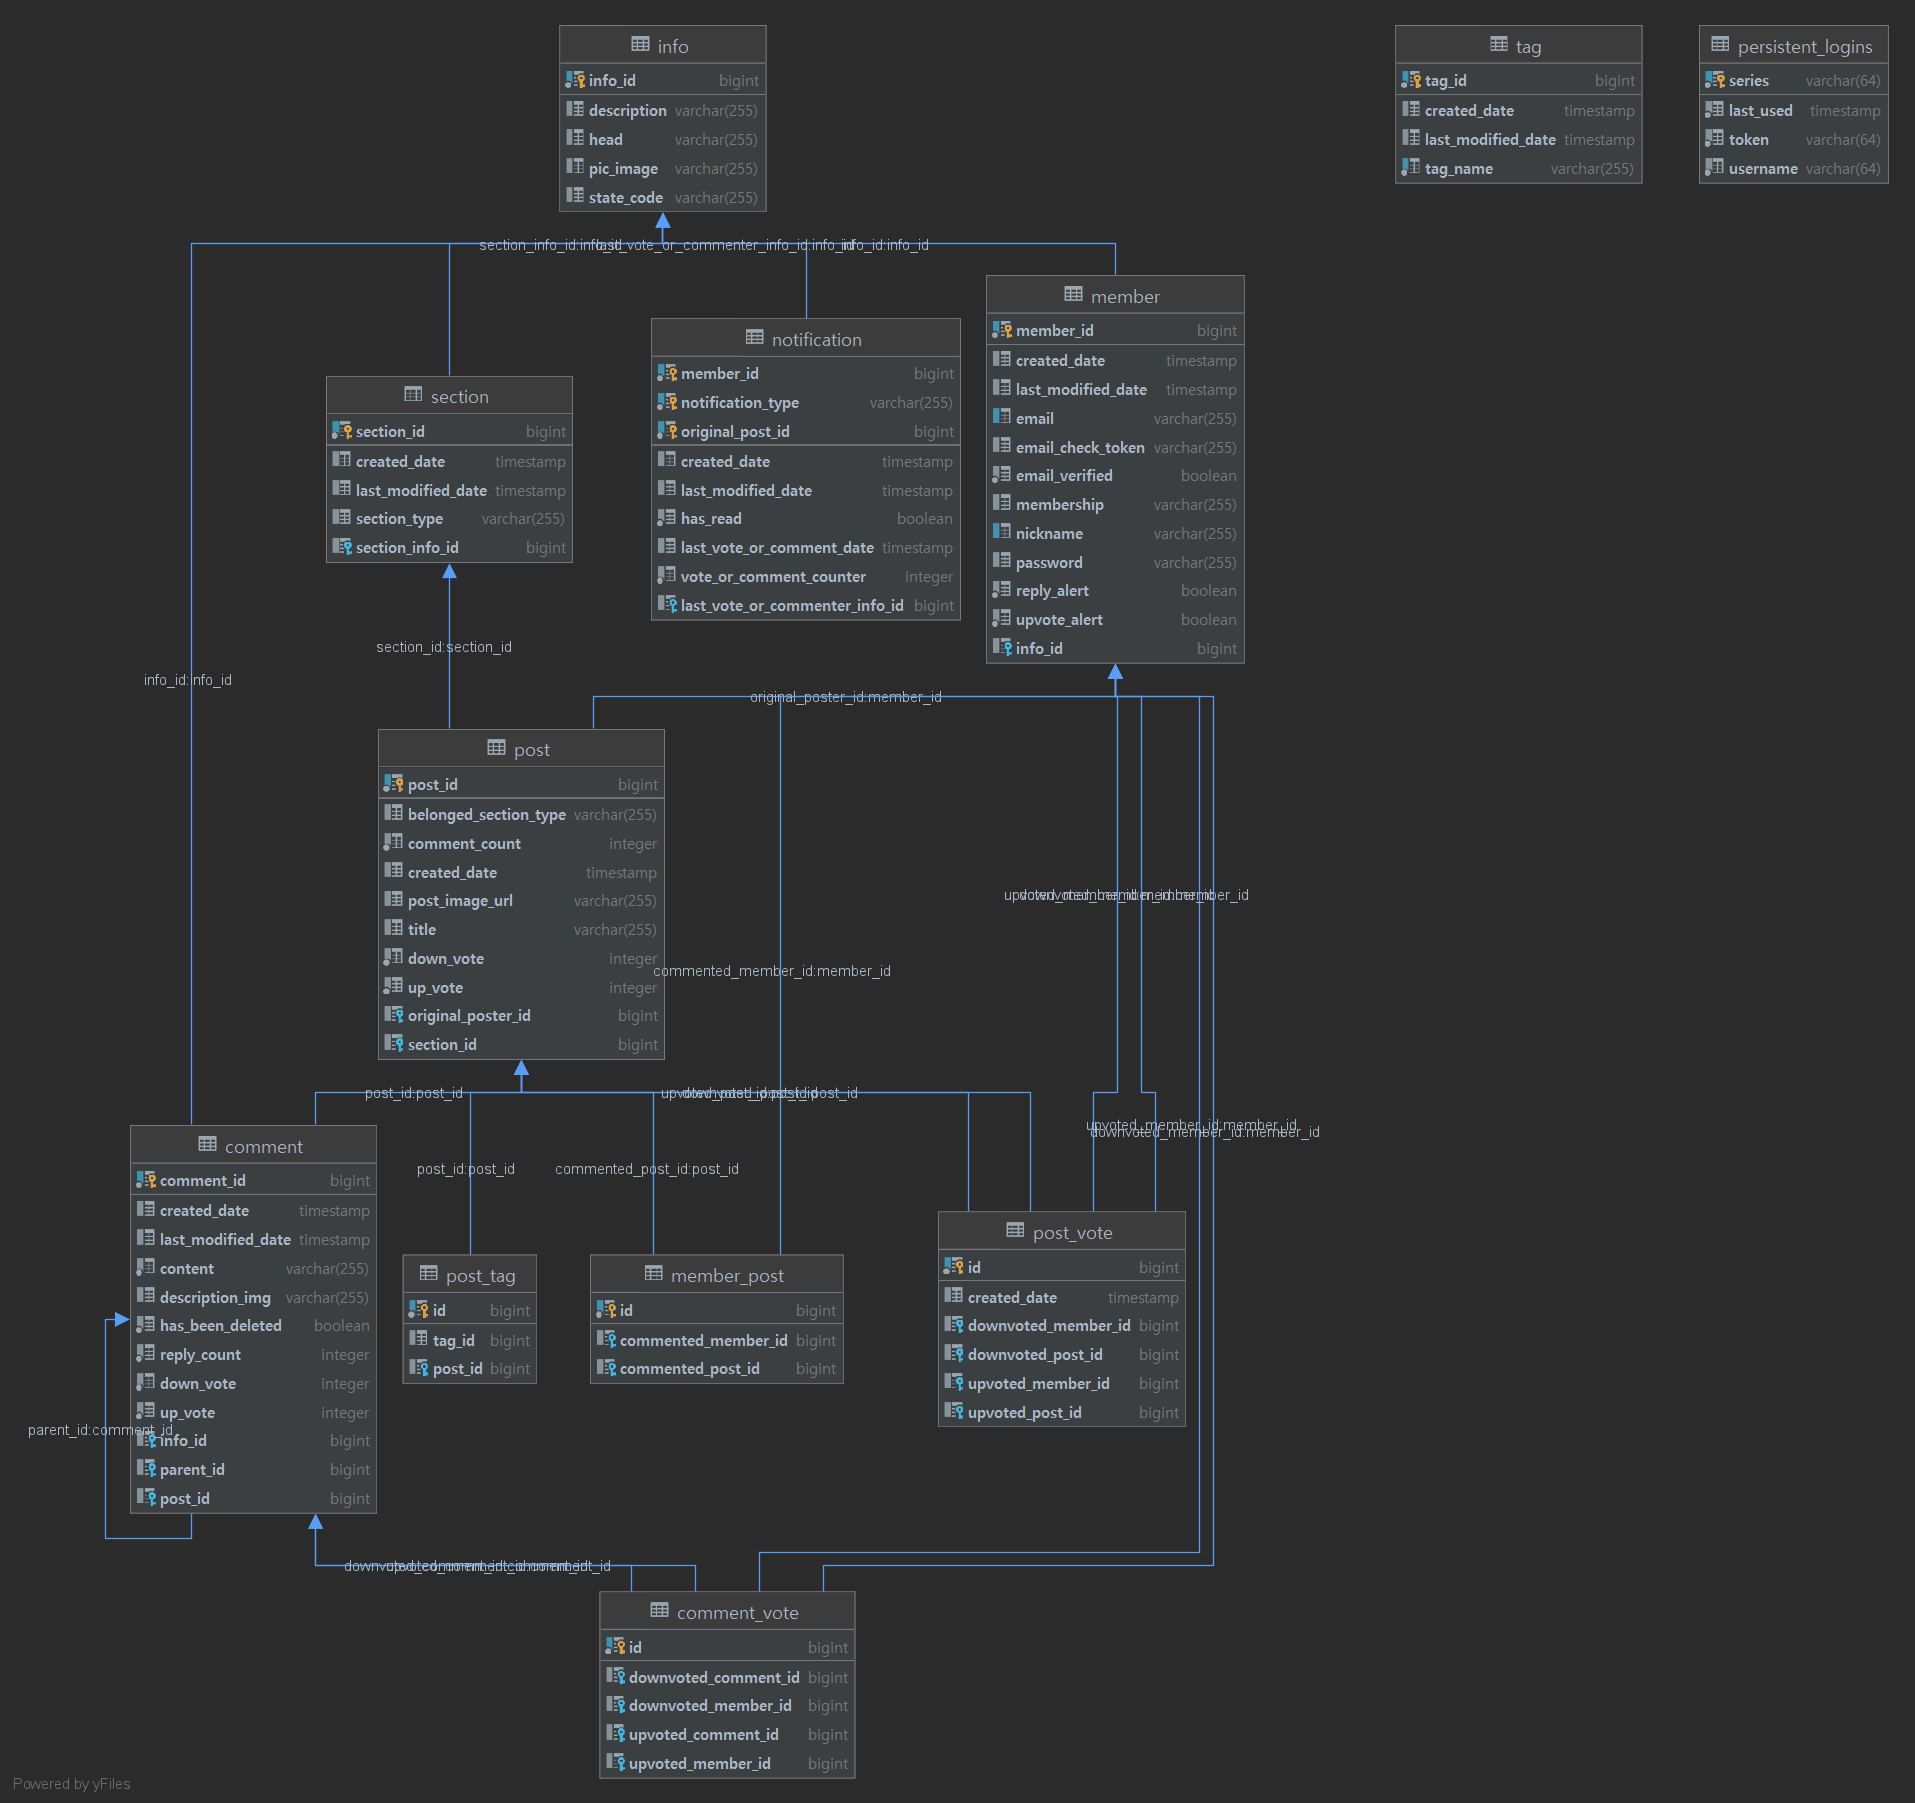 info
info_id bigint
description varchar(255)
head varchar(255)
pic_image varchar(255)
state_code varchar(255)
tag
tag_id bigint
created_date timestamp
last_modified_date timestamp
tag_name varchar(255)
persistent_logins
series varchar(64)
last_used timestamp
token varchar(64)
username varchar(64)
section_info_id:info_id
last_vote_or_commenter_info_id:info_id
info_id:info_id
member
member_id bigint
created_date timestamp
last_modified_date timestamp
email varchar(255)
email_check_token varchar(255)
email_verified boolean
membership varchar(255)
nickname varchar(255)
password varchar(255)
reply_alert boolean
upvote_alert boolean
info_id bigint
notification
member_id bigint
notification_type varchar(255)
original_post_id bigint
created_date timestamp
last_modified_date timestamp
has_read boolean
last_vote_or_comment_date timestamp
vote_or_comment_counter integer
last_vote_or_commenter_info_id bigint
section
section_id bigint
created_date timestamp
last_modified_date timestamp
section_type varchar(255)
section_info_id bigint
section_id:section_id
info_id:info_id
original_poster_id:member_id
post
post_id bigint
belonged_section_type varchar(255)
comment_count integer
created_date timestamp
post_image_url varchar(255)
title varchar(255)
down_vote integer
up_vote integer
original_poster_id bigint
section_id bigint
upvoted_member_id:member_id
downvoted_member_id:member_id
commented_member_id:member_id
post_id:post_id
upvoted_post_id:post_id
downvoted_post_id:post_id
upvoted_member_id:member_id
downvoted_member_id:member_id
post_id:post_id
commented_post_id:post_id
comment
comment_id bigint
created_date timestamp
last_modified_date timestamp
content varchar(255)
description_img varchar(255)
has_been_deleted boolean
reply_count integer
down_vote integer
up_vote integer
info_id bigint
parent_id bigint
post_id bigint
parent_id:comment_id
post_tag
id bigint
tag_id bigint
post_id bigint
member_post
id bigint
commented_member_id bigint
commented_post_id bigint
post_vote
id bigint
created_date timestamp
downvoted_member_id bigint
downvoted_post_id bigint
upvoted_member_id bigint
upvoted_post_id bigint
downvoted_comment_id:comment_id
upvoted_comment_id:comment_id
comment_vote
id bigint
downvoted_comment_id bigint
downvoted_member_id bigint
upvoted_comment_id bigint
upvoted_member_id bigint
Powered by yFiles